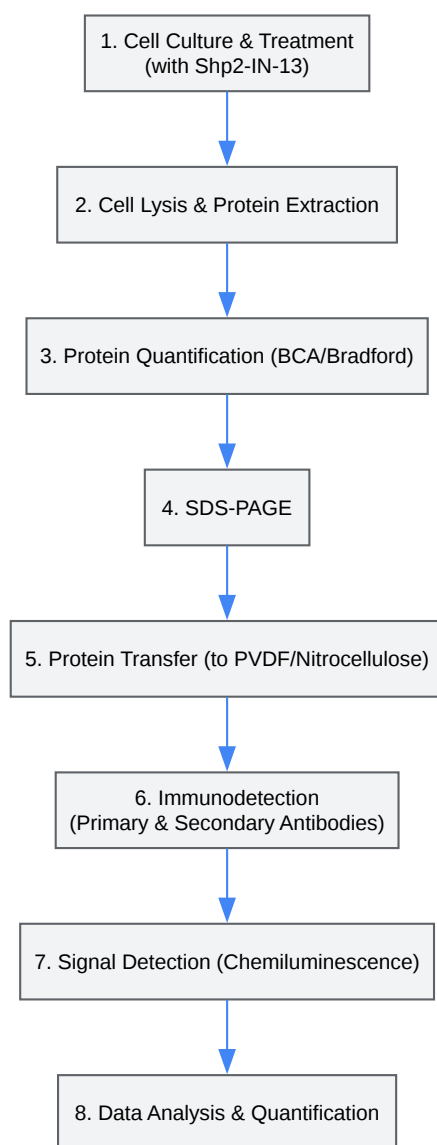 1. Cell Culture & Treatment
(with Shp2-IN-13)
2. Cell Lysis & Protein Extraction
3. Protein Quantification (BCA/Bradford)
4. SDS-PAGE
5. Protein Transfer (to PVDF/Nitrocellulose)
6. Immunodetection
(Primary & Secondary Antibodies)
7. Signal Detection (Chemiluminescence)
8. Data Analysis & Quantification